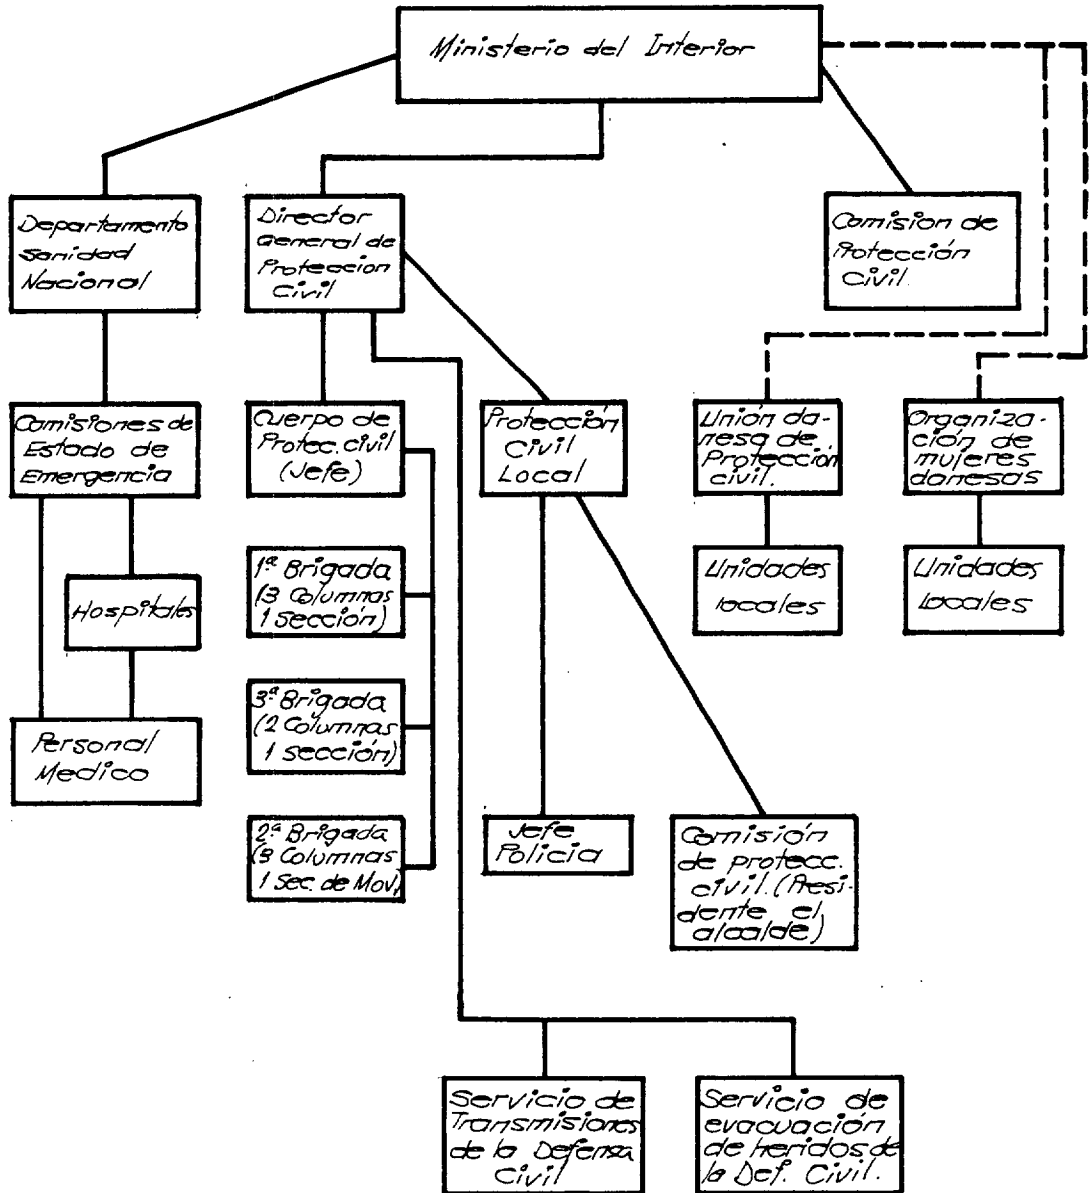 Ministerio del Interior
Departamento
Sanidad
Nacional
Director
General de
Proteccion
Civil
Comision de
Protección
Civil.
Comisiones de
Estado de
Emergencia
Cuerpo de
Protec. civil
(Jefe)
Protección
Civil
Local
Unión da-
nesa de
Protección
civil.
Organiza-
ción de
mujeres
danesas
Hospitales
1ª Brigada
(3 Columnas
1 Sección)
Unidades
locales
Unidades
Locales
Personal
Medico
3ª Brigada
(2 Columnas
1 Sección)
2ª Brigada
(3 Columnas
1 Sec. de Mov.)
Jefe
Policia
Comisión
de protecc.
civil. (Presi-
dente el
alcalde)
Servicio de
Transmisiones
de la Defensa
Civil
Servicio de
evacuación
de heridos de
la Def. Civil.